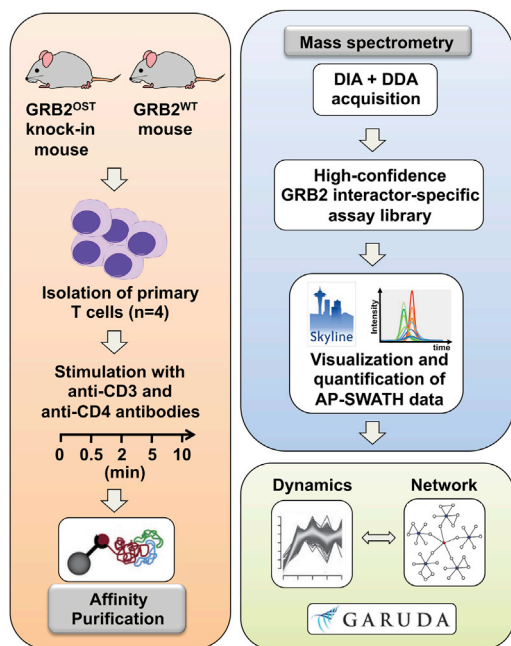 GRB2OST
knock-in
mouse
GRB2WT
mouse
Isolation of primary
T cells (n=4)
Stimulation with
anti-CD3 and
anti-CD4 antibodies
0 0.5 2 5 10
(min)
Affinity
Purification
Mass spectrometry
DIA + DDA
acquisition
High-confidence
GRB2 interactor-specific
assay library
Skyline
Intensity
time
Visualization and
quantification of
AP-SWATH data
Dynamics
Network
GARUDA